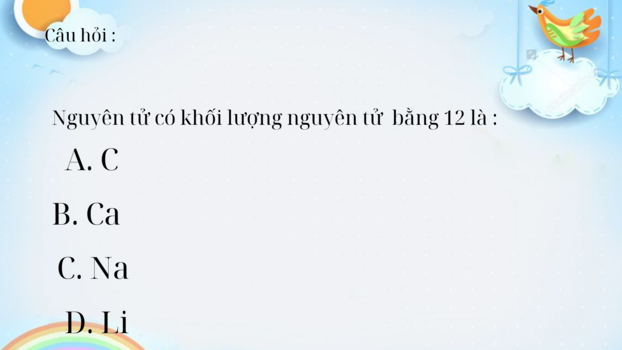 Câu hỏi :
Nguyên tử có khối lượng nguyên tử bằng 12 là :
A. C
B. Ca
C. Na
D. Li